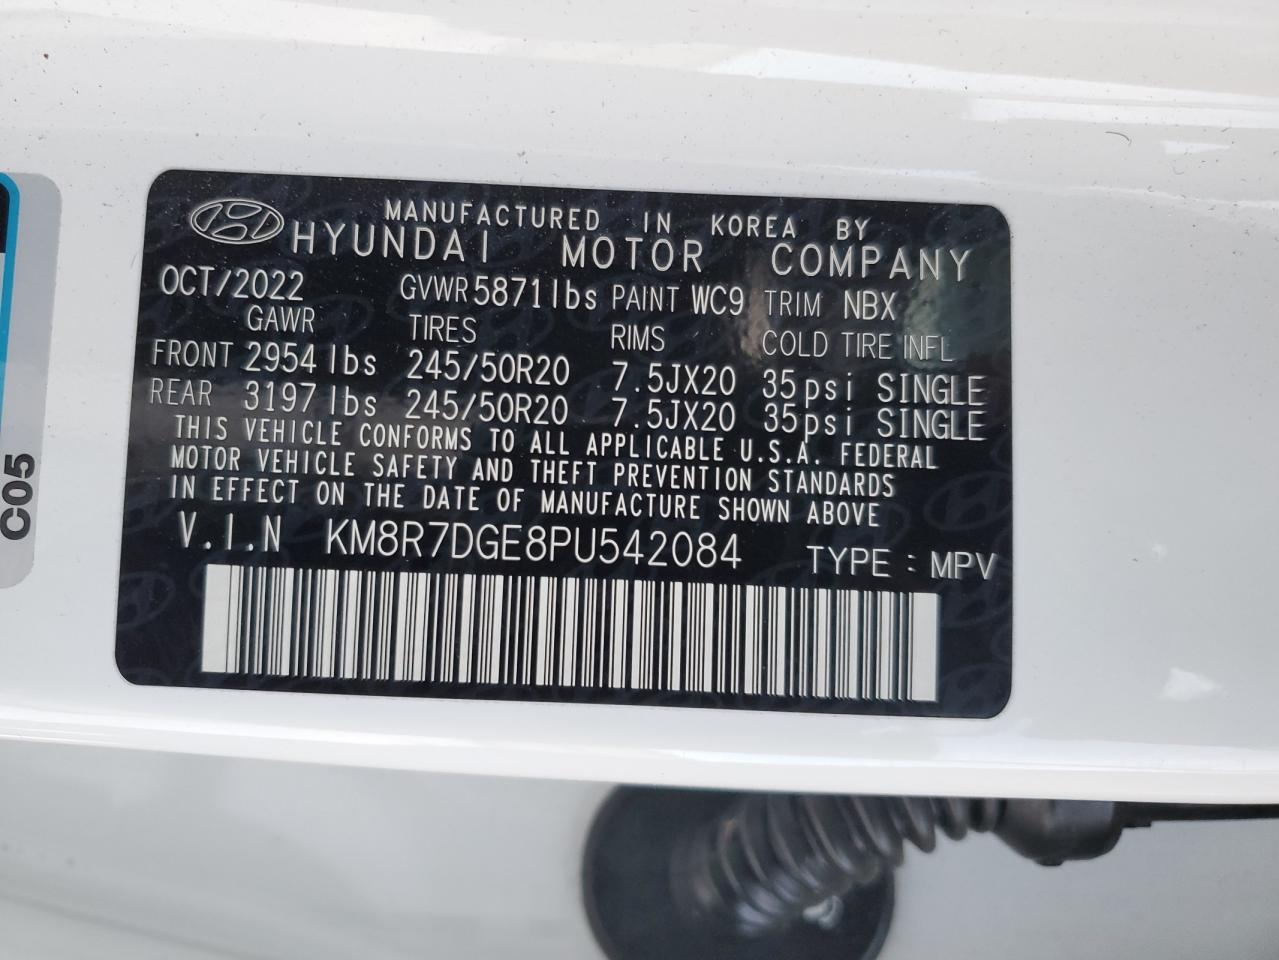 MANUFACTURED IN KOREA BY
HYUNDAI MOTOR COMPANY
OCT/2022 GVWR 5871lbs PAINT WC9 TRIM NBX
GAWR TIRES RIMS COLD TIRE INFL
FRONT 2954 lbs 245/50R20 7.5JX20 35psi SINGLE
REAR 3197 lbs 245/50R20 7.5JX20 35psi SINGLE
THIS VEHICLE CONFORMS TO ALL APPLICABLE U.S.A. FEDERAL
MOTOR VEHICLE SAFETY AND THEFT PREVENTION STANDARDS
IN EFFECT ON THE DATE OF MANUFACTURE SHOWN ABOVE
V.I.N KM8R7DGE8PU542084 TYPE : MPV
C05